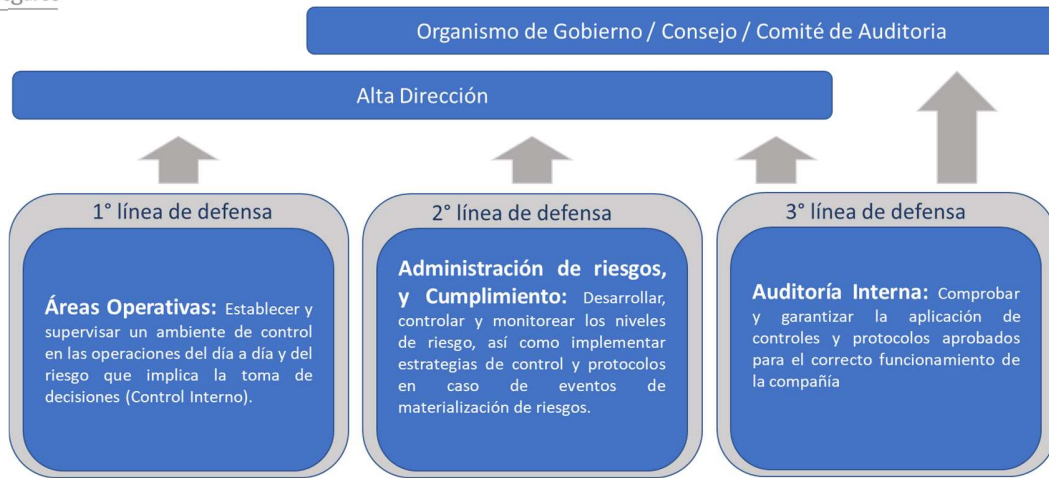 Organismo de Gobierno / Consejo / Comité de Auditoria
Alta Dirección
1° línea de defensa
Áreas Operativas: Establecer y
supervisar un ambiente de control
en las operaciones del día a día y del
riesgo que implica la toma de
decisiones (Control Interno).
2° línea de defensa
Administración de riesgos,
y Cumplimiento: Desarrollar,
controlar y monitorear los niveles
de riesgo, así como implementar
estrategias de control y protocolos
en caso de eventos de
materialización de riesgos.
3° línea de defensa
Auditoría Interna: Comprobar
y garantizar la aplicación de
controles y protocolos aprobados
para el correcto funcionamiento de
la compañía